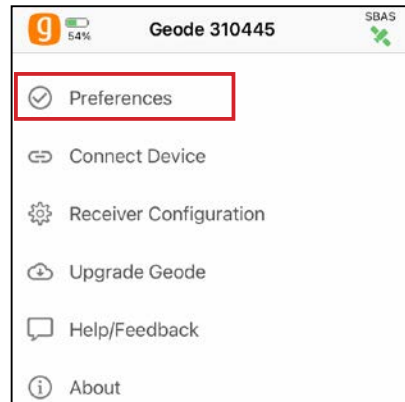 g
54%
Geode 310445
SBAS
Preferences
Connect Device
Receiver Configuration
Upgrade Geode
Help/Feedback
About